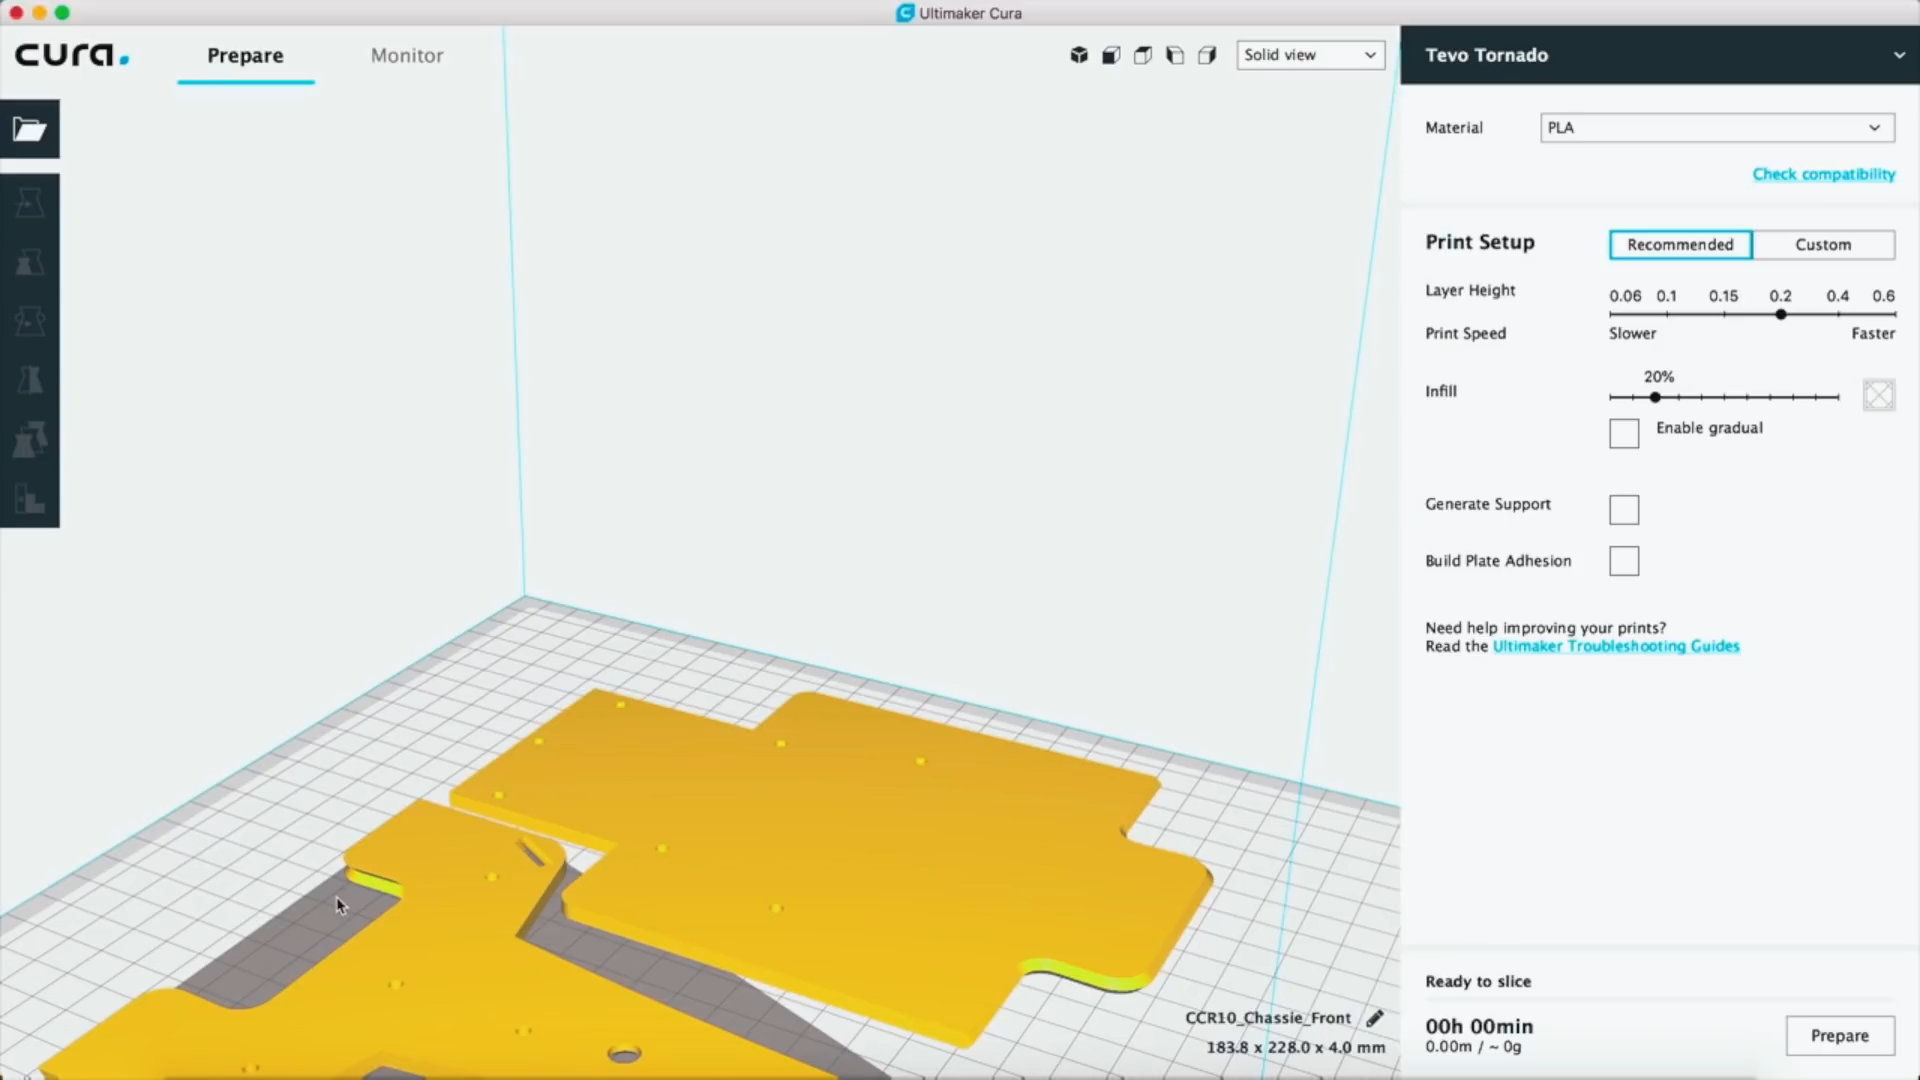 Ultimaker Cura
cura.
Prepare
Monitor
Solid view
Tevo Tornado
Material
PLA
Check compatibility
Print Setup
Recommended
Custom
Layer Height
0.06 0.1 0.15 0.2 0.4 0.6
Print Speed
Slower
Faster
20%
Infill
Enable gradual
Generate Support
Build Plate Adhesion
Need help improving your prints?
Read the Ultimaker Troubleshooting Guides
CCR10_Chassie_Front
183.8 x 228.0 x 4.0 mm
Ready to slice
00h 00min
0.00m / ~ 0g
Prepare